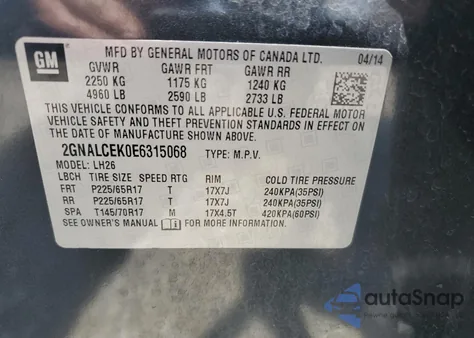 GM
MFD BY GENERAL MOTORS OF CANADA LTD. 04/14
GVWR GAWR FRT GAWR RR
2250 KG 1175 KG 1240 KG
4960 LB 2590 LB 2733 LB
THIS VEHICLE CONFORMS TO ALL APPLICABLE U.S. FEDERAL MOTOR
VEHICLE SAFETY AND THEFT PREVENTION STANDARDS IN EFFECT ON
THE DATE OF MANUFACTURE SHOWN ABOVE.
2GNALCEK0E6315068 TYPE: M.P.V.
MODEL: LH26
LBCH TIRE SIZE SPEED RTG RIM COLD TIRE PRESSURE
FRT P225/65R17 T 17X7J 240KPA(35PSI)
RR P225/65R17 T 17X7J 240KPA(35PSI)
SPA T145/70R17 M 17X4.5T 420KPA(60PSI)
SEE OWNER'S MANUAL i FOR MORE INFORMATION.
autoSnap